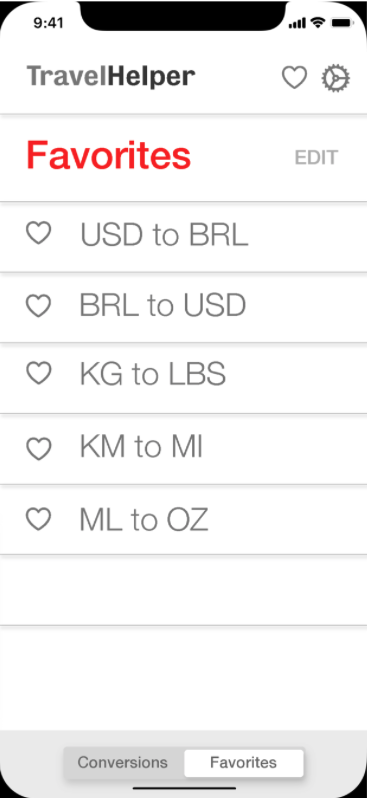 9:41
TravelHelper
Favorites EDIT
USD to BRL
BRL to USD
KG to LBS
KM to MI
ML to OZ
Conversions Favorites